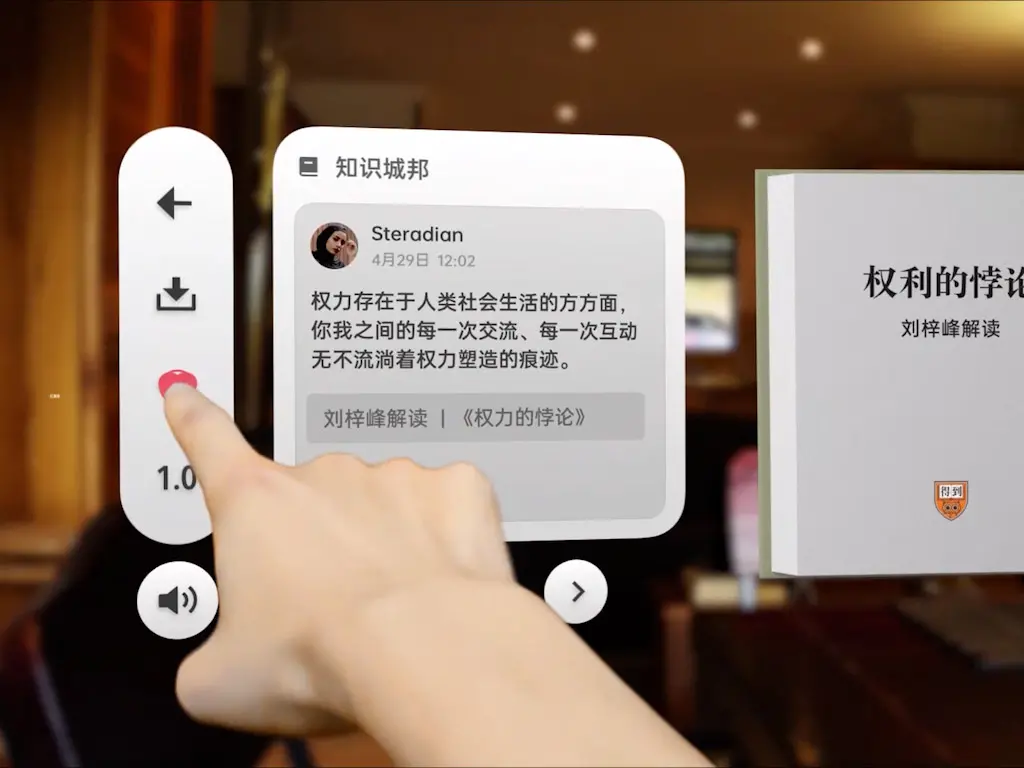 知识城邦
Steradian
4月29日 12:02
权力存在于人类社会生活的方方面，
你我之间的每一次交流、每一次互动
无不流淌着权力塑造的痕迹。
刘梓峰解读 | 《权力的悖论》
1.0
权利的悖论
刘梓峰解读
得到